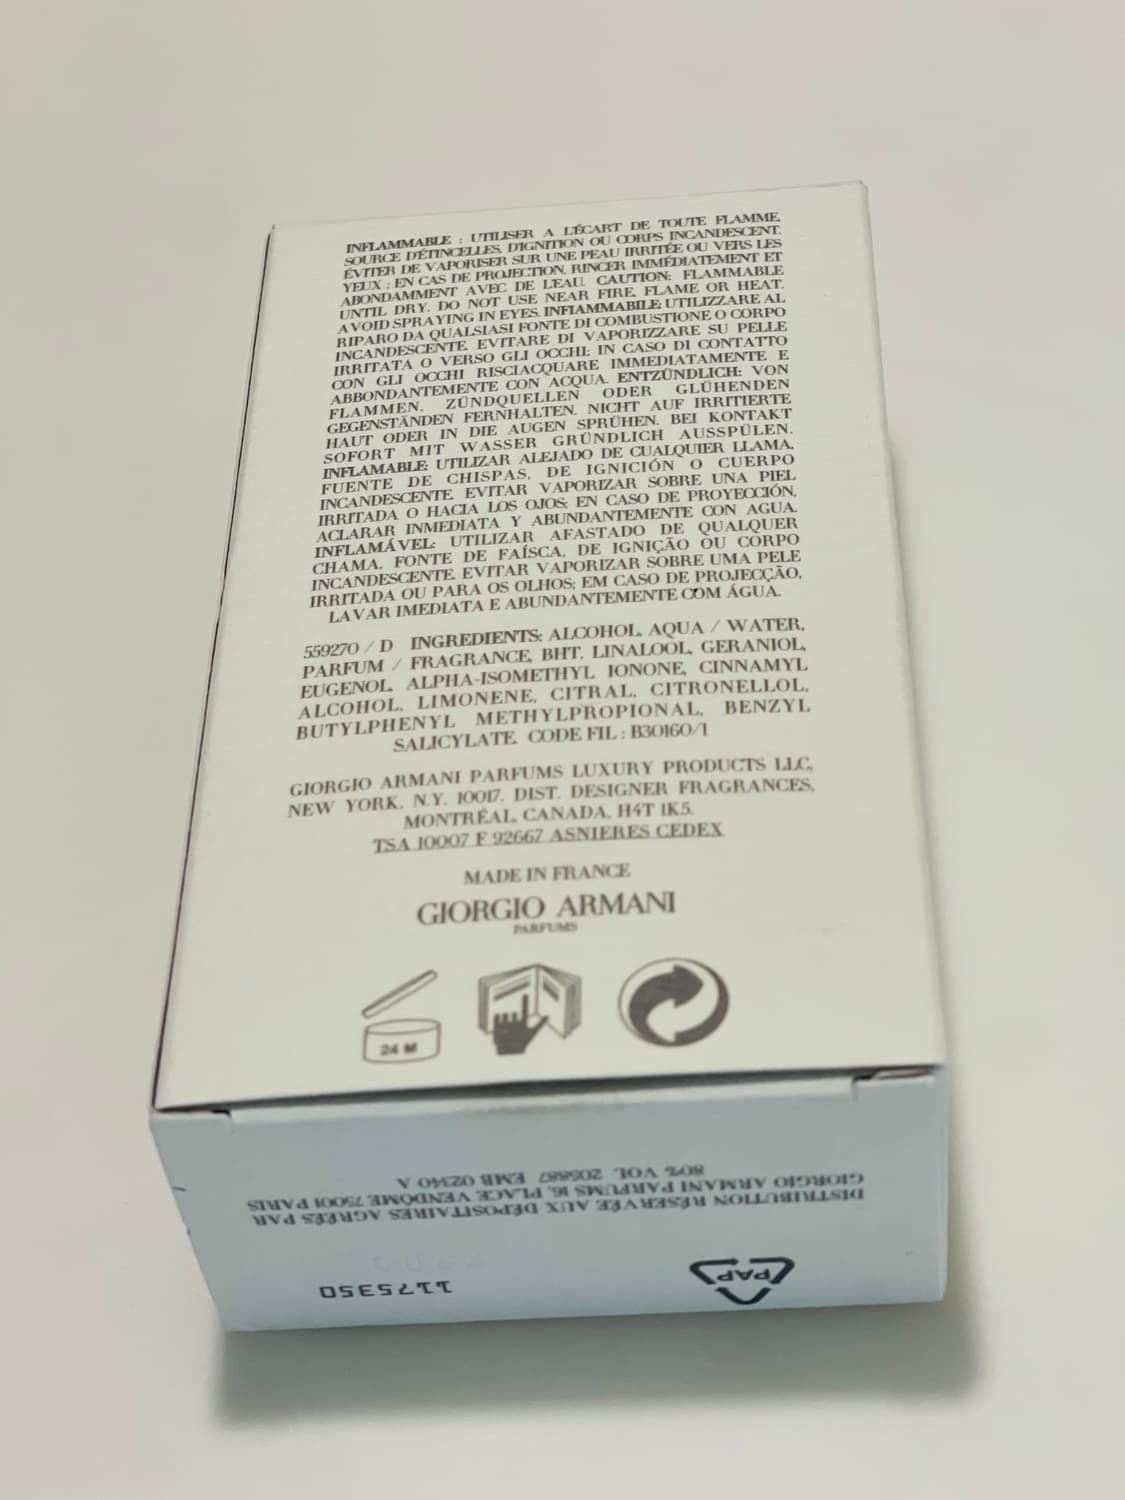 INFLAMMABLE : UTILISER A L'ÉCART DE TOUTE FLAMME,
SOURCE D'ÉTINCELLES, D'IGNITION OU CORPS INCANDESCENT.
ÉVITER DE VAPORISER SUR UNE PEAU IRRITÉE OU VERS LES
YEUX ; EN CAS DE PROJECTION, RINCER IMMÉDIATEMENT ET
ABONDAMMENT AVEC DE L'EAU. CAUTION: FLAMMABLE
UNTIL DRY. DO NOT USE NEAR FIRE, FLAME OR HEAT.
AVOID SPRAYING IN EYES. INFIAMMABILE: UTILIZZARE AL
RIPARO DA QUALSIASI FONTE DI COMBUSTIONE O CORPO
INCANDESCENTE. EVITARE DI VAPORIZZARE SU PELLE
IRRITATA O VERSO GLI OCCHI; IN CASO DI CONTATTO
CON GLI OCCHI RISCIACQUARE IMMEDIATAMENTE E
ABBONDANTEMENTE CON ACQUA. ENTZÜNDLICH: VON
FLAMMEN, ZÜNDQUELLEN ODER GLÜHENDEN
GEGENSTÄNDEN FERNHALTEN. NICHT AUF IRRITIERTE
HAUT ODER IN DIE AUGEN SPRÜHEN. BEI KONTAKT
SOFORT MIT WASSER GRÜNDLICH AUSSPÜLEN.
INFLAMABLE: UTILIZAR ALEJADO DE CUALQUIER LLAMA,
FUENTE DE CHISPAS, DE IGNICIÓN O CUERPO
INCANDESCENTE. EVITAR VAPORIZAR SOBRE UNA PIEL
IRRITADA O HACIA LOS OJOS; EN CASO DE PROYECCIÓN,
ACLARAR INMEDIATA Y ABUNDANTEMENTE CON AGUA.
INFLAMÁVEL: UTILIZAR AFASTADO DE QUALQUER
CHAMA, FONTE DE FAÍSCA, DE IGNIÇÃO OU CORPO
INCANDESCENTE. EVITAR VAPORIZAR SOBRE UMA PELE
IRRITADA OU PARA OS OLHOS; EM CASO DE PROJECÇÃO,
LAVAR IMEDIATA E ABUNDANTEMENTE COM ÁGUA.
559270 / D INGREDIENTS: ALCOHOL, AQUA / WATER,
PARFUM / FRAGRANCE, BHT, LINALOOL, GERANIOL,
EUGENOL, ALPHA-ISOMETHYL IONONE, CINNAMYL
ALCOHOL, LIMONENE, CITRAL, CITRONELLOL,
BUTYLPHENYL METHYLPROPIONAL, BENZYL
SALICYLATE. CODE FIL : B30160/1
GIORGIO ARMANI PARFUMS LUXURY PRODUCTS LLC,
NEW YORK, N.Y. 10017. DIST. DESIGNER FRAGRANCES,
MONTRÉAL, CANADA, H4T 1K5.
TSA 10007 F 92667 ASNIERES CEDEX
MADE IN FRANCE
GIORGIO ARMANI
PARFUMS
24 M
DISTRIBUTION RÉSERVÉE AUX DÉPOSITAIRES AGRÉÉS PAR
GIORGIO ARMANI PARFUMS 16, PLACE VENDÔME 75001 PARIS
80% VOL 205887 EMB 02340 A
PAP
1175350